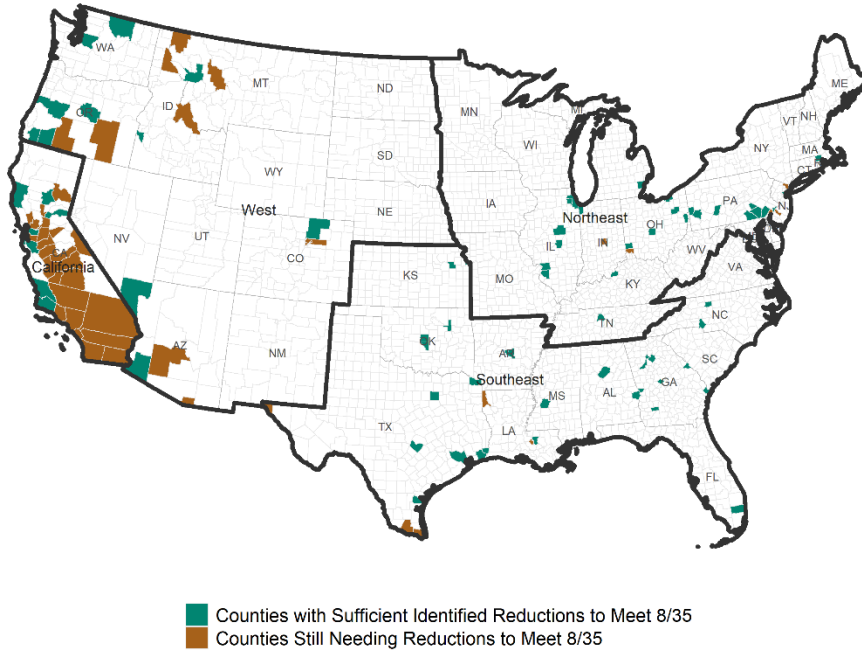 WA
MT
ND
MN
MI
ME
VT
NH
ID
SD
WI
NY
MA
CT
WY
West
IA
PA
NJ
NE
Northeast
OH
NV
UT
CA
California
CO
IL
IN
WV
KS
MO
KY
VA
AZ
NM
OK
AR
TN
NC
Southeast
SC
TX
LA
MS
AL
GA
FL
Counties with Sufficient Identified Reductions to Meet 8/35
Counties Still Needing Reductions to Meet 8/35